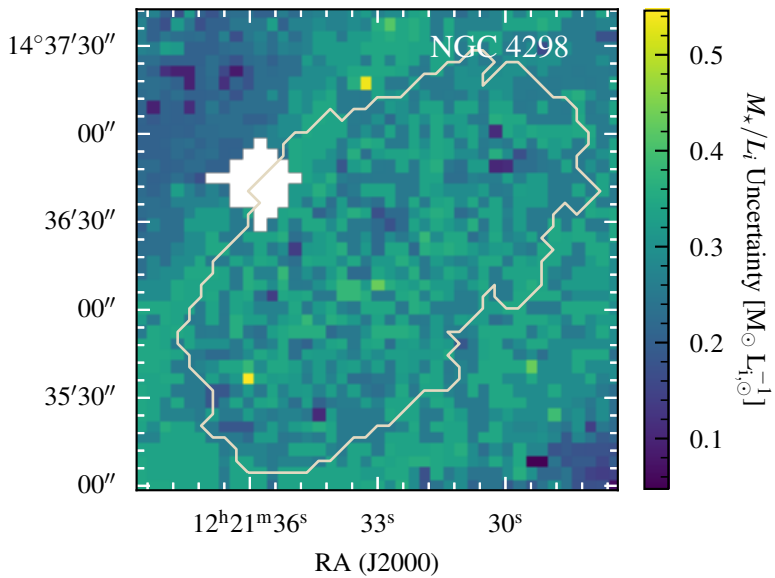 NGC 4298
14°37′30″
00″
36′30″
00″
35′30″
00″
12ʰ21ᵐ36ˢ 33ˢ 30ˢ
RA (J2000)
0.5
0.4
0.3
0.2
0.1
M⋆/Lᵢ Uncertainty [M⊙ L⁻¹ᵢ,⊙]